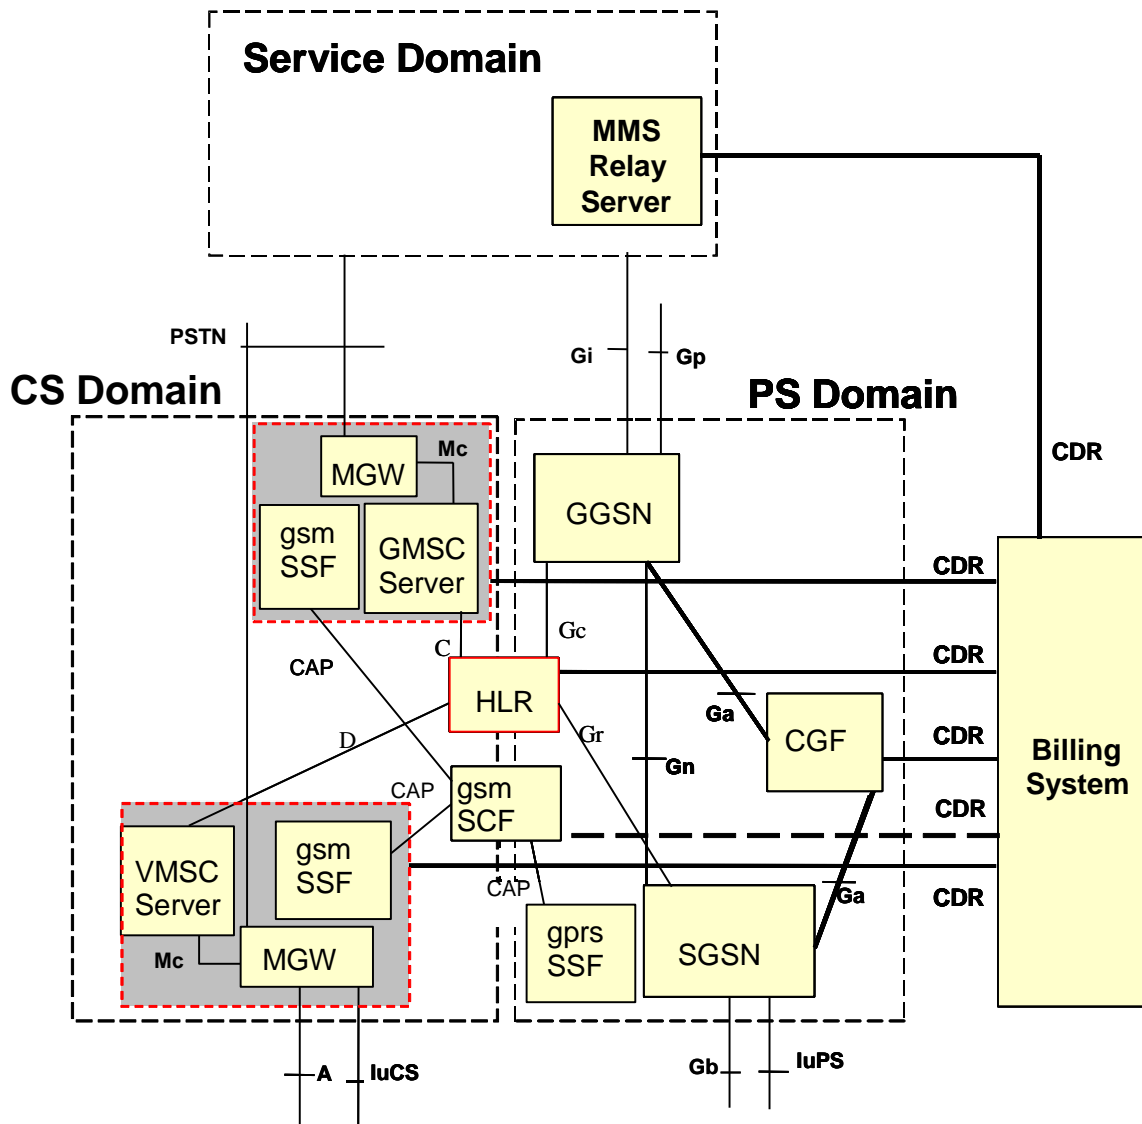 Service Domain
MMS
Relay
Server
PSTN
Gi
Gp
CS Domain
PS Domain
CDR
Mc
MGW
gsm
SSF
GMSC
Server
GGSN
CDR
C
Gc
CAP
CDR
HLR
Ga
D
Gr
CGF
CDR
Gn
Billing
System
CAP
gsm
SCF
CDR
VMSC
Server
gsm
SSF
CAP
Ga
CDR
gprs
SSF
SGSN
Mc
MGW
A
IuCS
Gb
IuPS